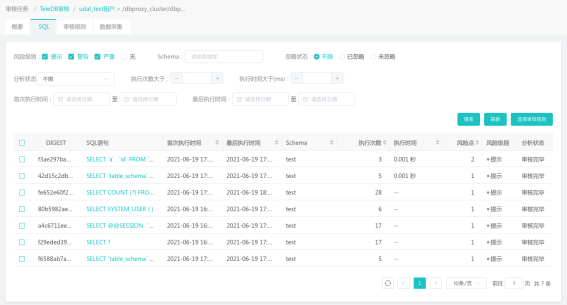 审核任务 / TeleDB审核 / udal_test租户 > /dbproxy_cluster/dbp...
概要 SQL 审核规则 数据采集
风险级别: 提示 警告 严重 无 Schema: 选择数据库 忽略状态: 不限 已忽略 未忽略
分析状态 不限 执行次数大于: - + 执行时间大于(ms) - +
首次执行时间: 请选择日期 至 请选择日期 最后执行时间: 请选择日期 至 请选择日期
搜索 刷新 选择审核规则
DIGEST SQL语句 首次执行时间 最后执行时间 Schema 执行次数 执行时间 风险点 风险级别 分析状态
f3ae297ba... SELECT `a` , `id` FROM `... 2021-06-19 17:... 2021-06-19 17:... test 3 0.001 秒 2 提示 审核完毕
42d15c2db... SELECT `table_schema` ... 2021-06-19 17:... 2021-06-19 17:... test 5 0.001 秒 1 提示 审核完毕
fe652e60f2... SELECT COUNT (?) FRO... 2021-06-19 17:... 2021-06-19 18:... test 28 -- 1 提示 审核完毕
80b5982ae... SELECT SYSTEM_USER ( ) 2021-06-19 16:... 2021-06-19 17:... test 6 -- 1 提示 审核完毕
a4c6711ee... SELECT @@SESSION . `... 2021-06-19 16:... 2021-06-19 17:... test 17 -- 1 提示 审核完毕
f29eded39... SELECT ? 2021-06-19 16:... 2021-06-19 17:... test 17 -- 1 提示 审核完毕
f6588ab7a... SELECT `table_schema` ... 2021-06-19 16:... 2021-06-19 17:... test 5 -- 1 提示 审核完毕
1 10条/页 前往 1 页 共 7 条